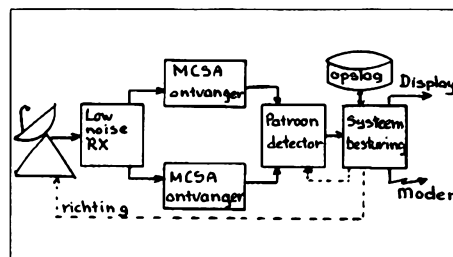 MCSA
ontvanger
opslag
Display
Low
noise
RX
Patroon
detector
Systeem
besturing
MCSA
ontvanger
richting
Modem